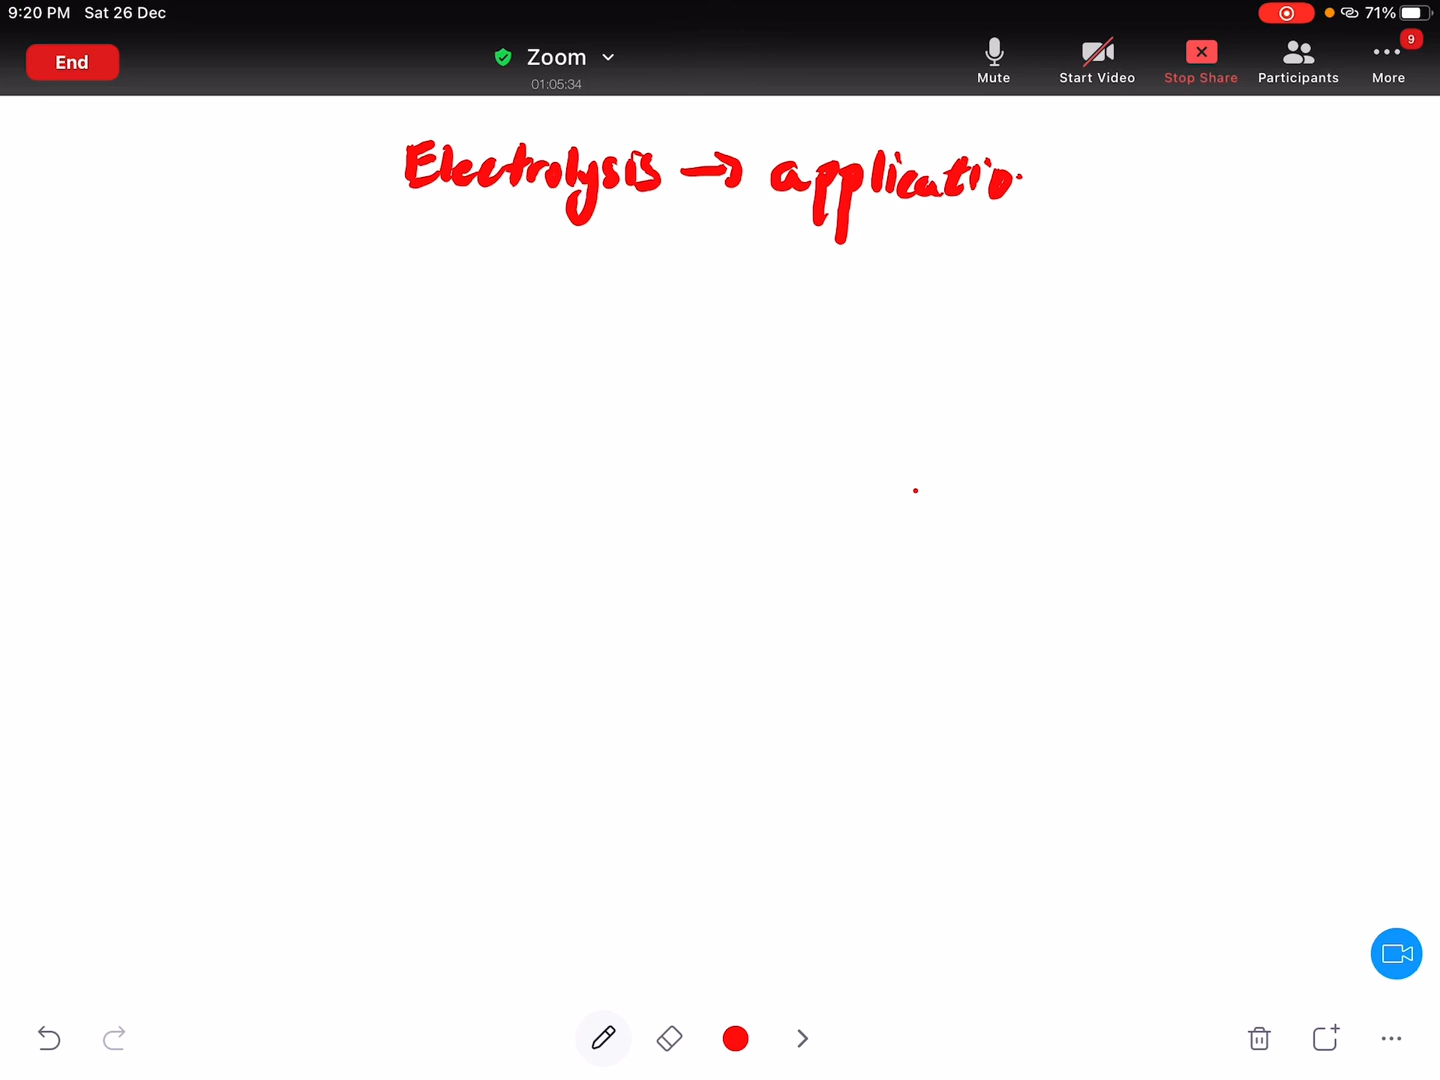 9:20 PM Sat 26 Dec
71%
End
Zoom
01:05:34
Mute
Start Video
Stop Share
Participants
More
9
Electrolysis → applicatio